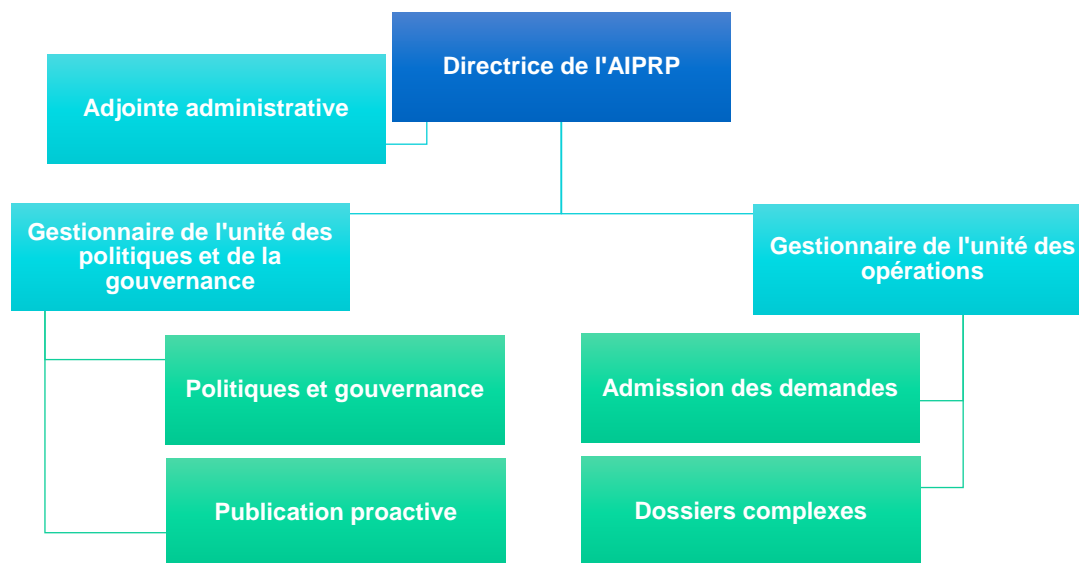 Directrice de l'AIPRP
Adjointe administrative
Gestionnaire de l'unité des
politiques et de la
gouvernance
Gestionnaire de l'unité des
opérations
Politiques et gouvernance
Admission des demandes
Publication proactive
Dossiers complexes